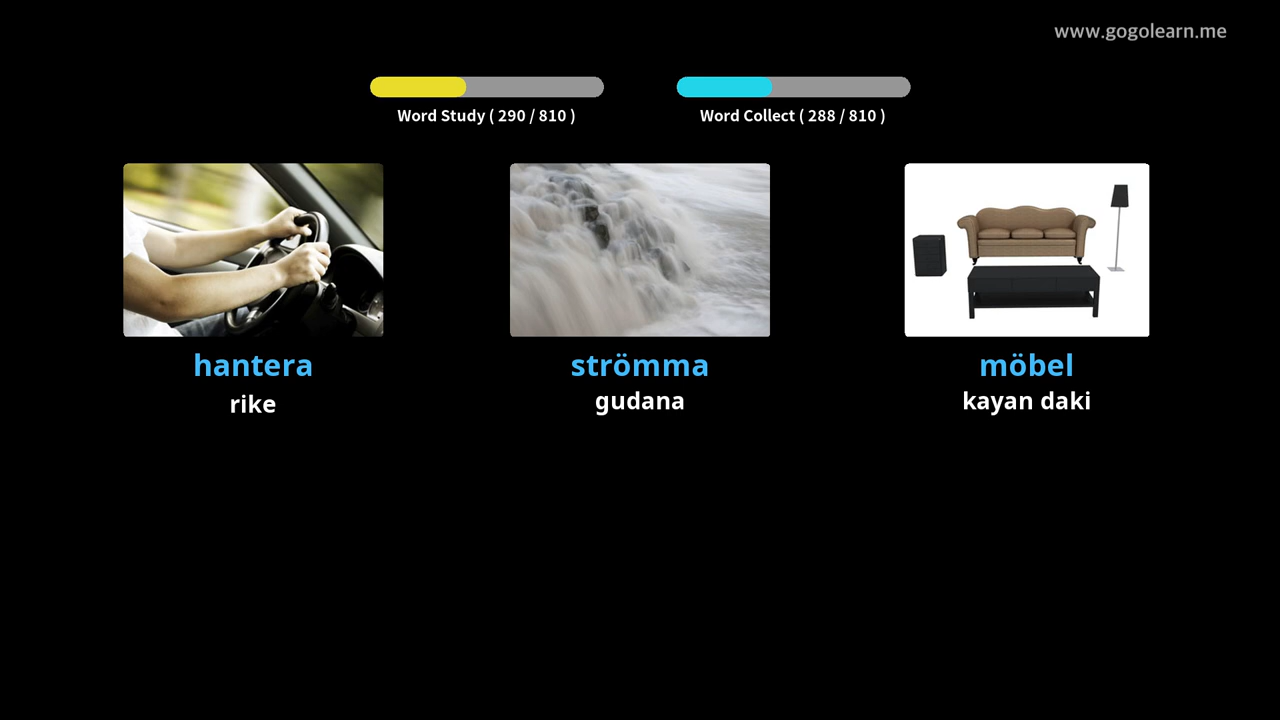 www.gogolearn.me
Word Study ( 290 / 810 )
Word Collect ( 288 / 810 )
hantera
rike
strömma
gudana
möbel
kayan daki